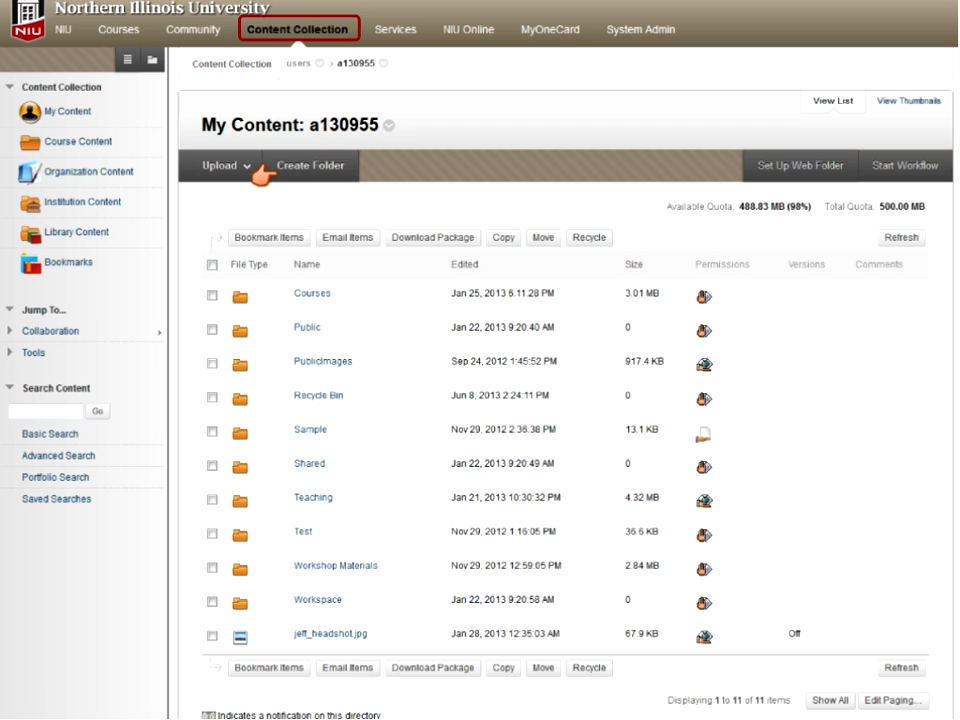 Northern Illinois University
NIU
NIU Courses Community Content Collection Services NIU Online MyOneCard System Admin
Content Collection users › a130955
Content Collection
My Content
Course Content
Organization Content
Institution Content
Library Content
Bookmarks
Jump To...
Collaboration
Tools
Search Content
Go
Basic Search
Advanced Search
Portfolio Search
Saved Searches
View List View Thumbnails
My Content: a130955
Upload Create Folder Set Up Web Folder Start Workflow
Available Quota: 488.83 MB (98%) Total Quota: 500.00 MB
Bookmark Items Email Items Download Package Copy Move Recycle Refresh
File Type Name Edited Size Permissions Versions Comments
Courses Jan 25, 2013 6:11:28 PM 3.01 MB
Public Jan 22, 2013 9:20:40 AM 0
PublicImages Sep 24, 2012 1:45:52 PM 917.4 KB
Recycle Bin Jun 8, 2013 2:24:11 PM 0
Sample Nov 29, 2012 2:36:38 PM 13.1 KB
Shared Jan 22, 2013 9:20:49 AM 0
Teaching Jan 21, 2013 10:30:32 PM 4.32 MB
Test Nov 29, 2012 1:16:05 PM 36.6 KB
Workshop Materials Nov 29, 2012 12:59:05 PM 2.84 MB
Workspace Jan 22, 2013 9:20:58 AM 0
jeff_headshot.jpg Jan 28, 2013 12:35:03 AM 67.9 KB Off
Bookmark Items Email Items Download Package Copy Move Recycle Refresh
Displaying 1 to 11 of 11 items Show All Edit Paging...
Indicates a notification on this directory